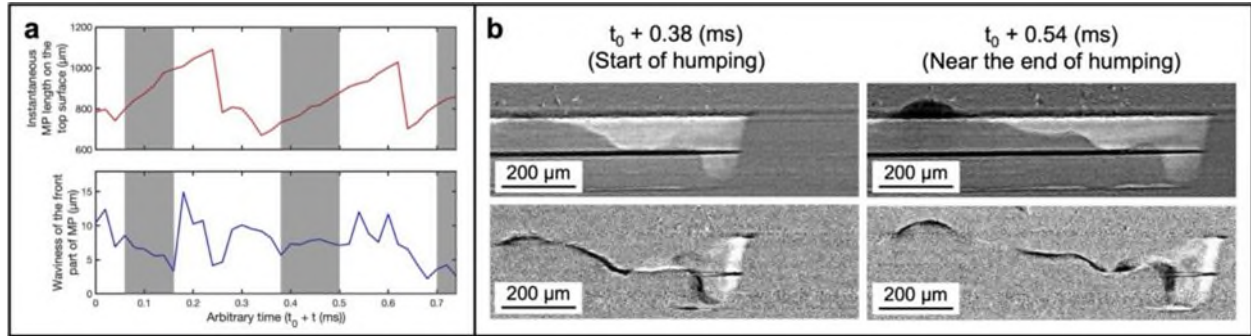 a
Instantaneous
MP length on the
top surface (μm)
1200
1000
800
600
Waviness of the front
part of MP (μm)
15
10
5
0
0 0.1 0.2 0.3 0.4 0.5 0.6 0.7
Arbitrary time (t₀ + t (ms))
b
t₀ + 0.38 (ms)
(Start of humping)
t₀ + 0.54 (ms)
(Near the end of humping)
200 μm
200 μm
200 μm
200 μm